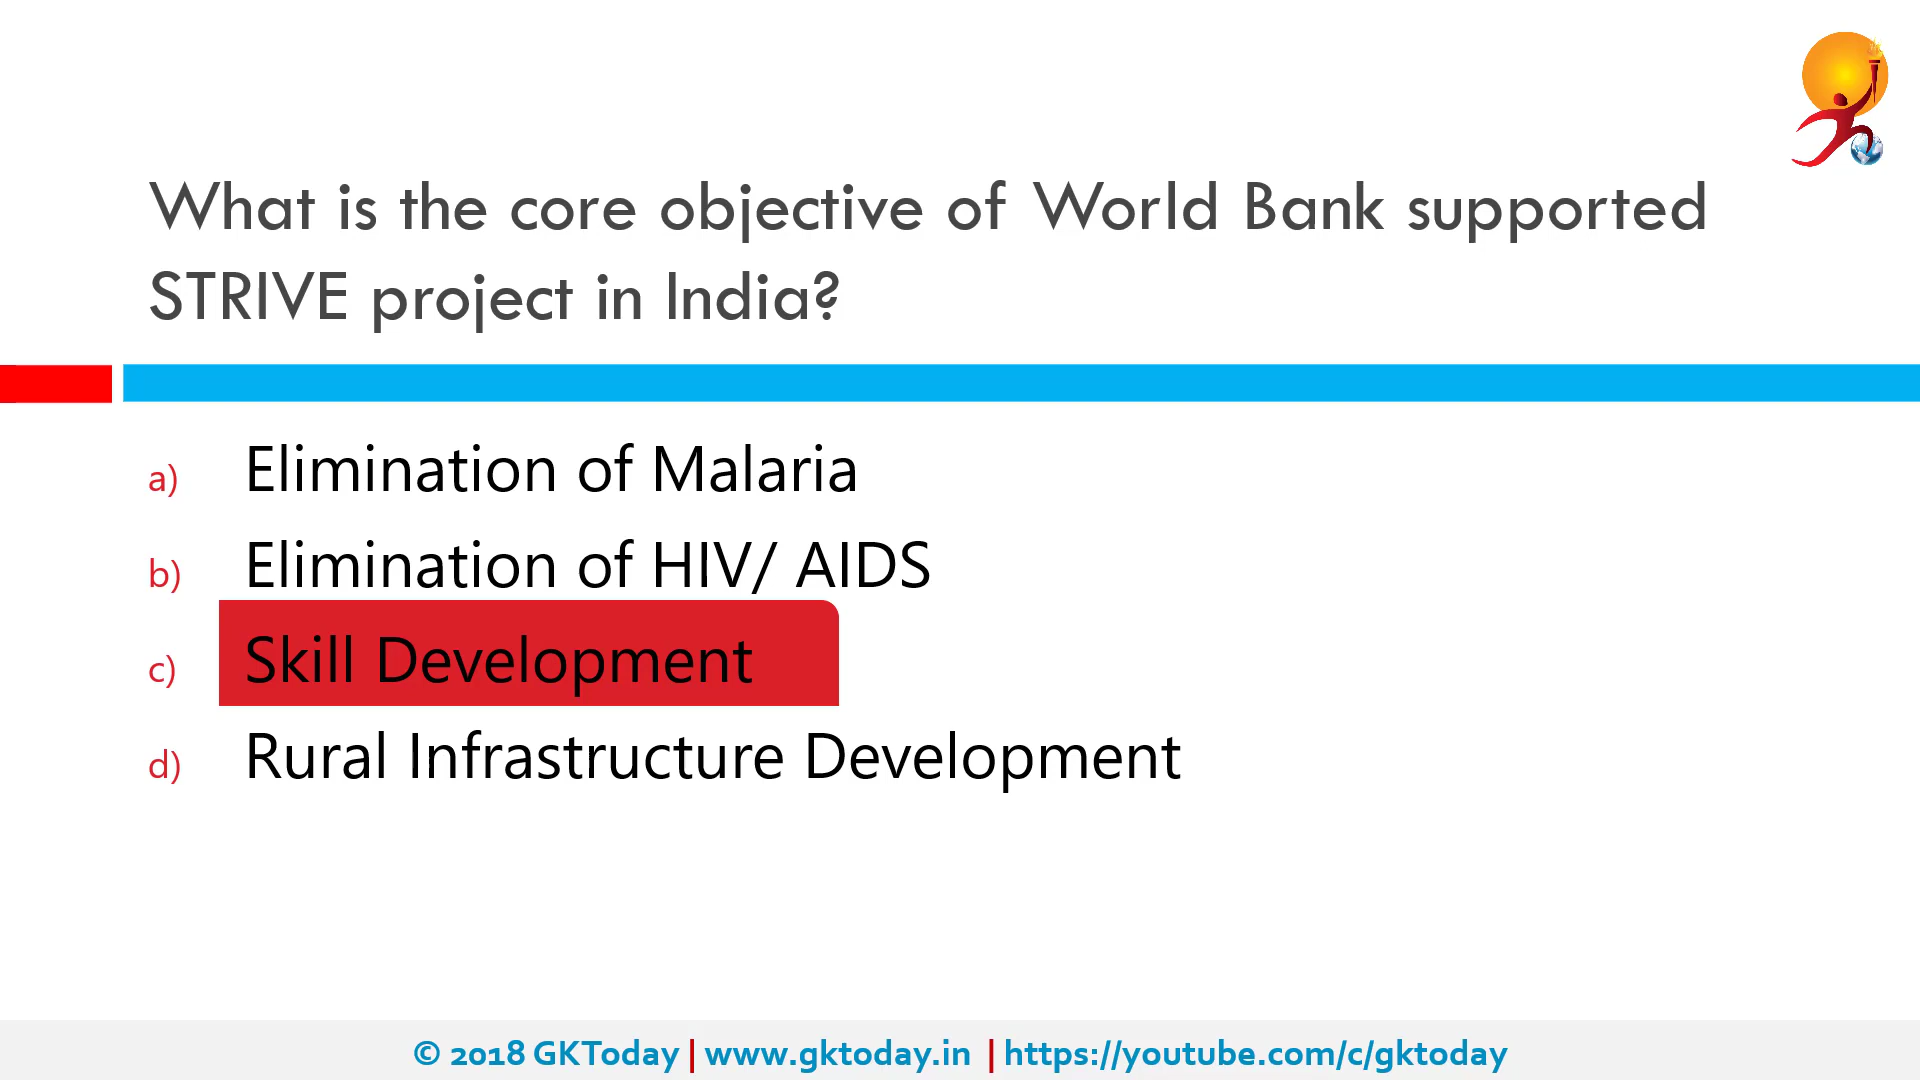 What is the core objective of World Bank supported
STRIVE project in India?
a) Elimination of Malaria
b) Elimination of HIV/ AIDS
c) Skill Development
d) Rural Infrastructure Development
© 2018 GKToday | www.gktoday.in | https://youtube.com/c/gktoday